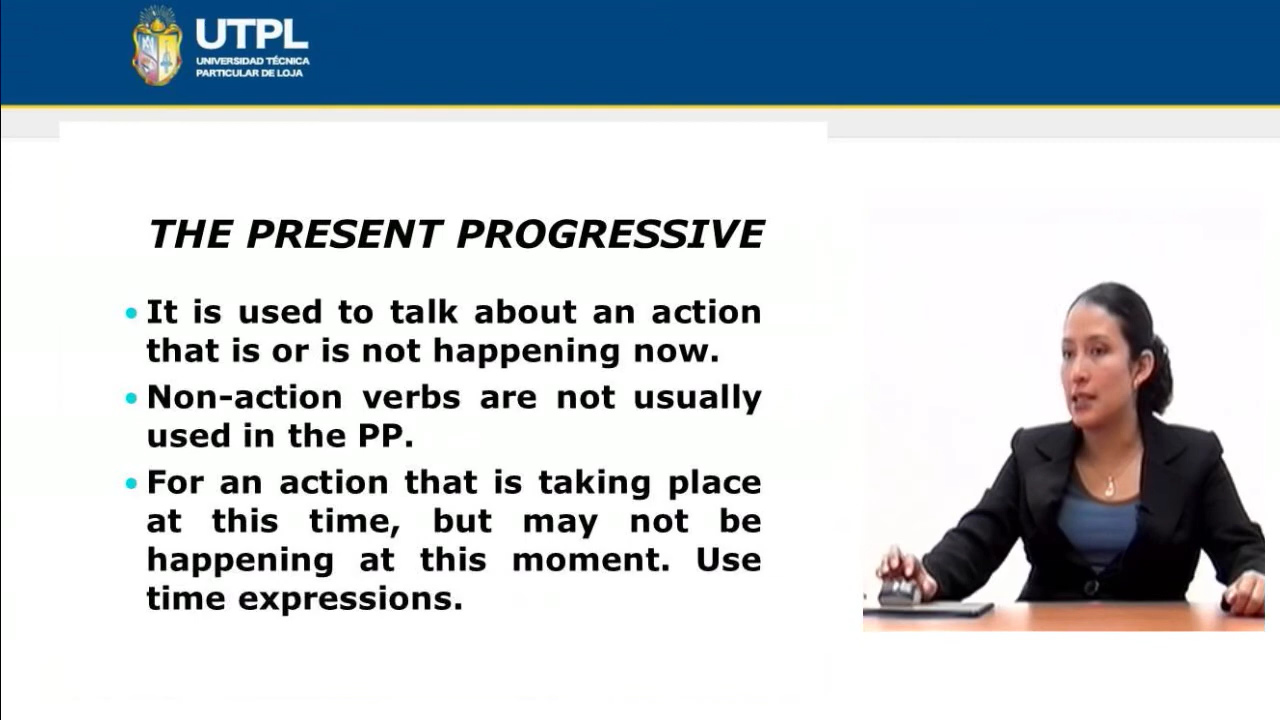 UTPL
UNIVERSIDAD TÉCNICA
PARTICULAR DE LOJA
THE PRESENT PROGRESSIVE
• It is used to talk about an action
that is or is not happening now.
• Non-action verbs are not usually
used in the PP.
• For an action that is taking place
at this time, but may not be
happening at this moment. Use
time expressions.